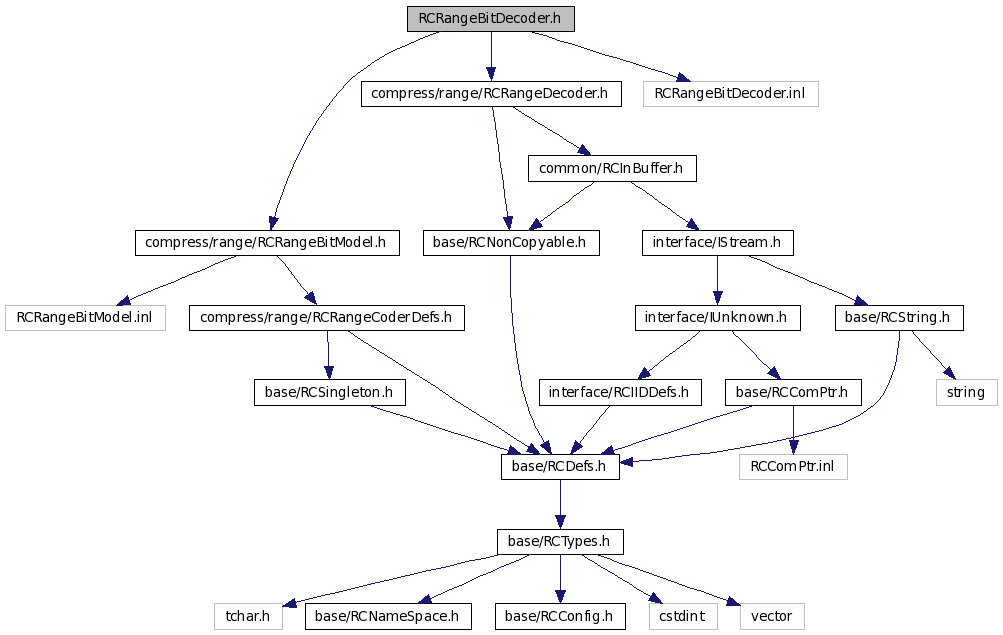 RCRangeBitDecoder.h
compress/range/RCRangeDecoder.h
RCRangeBitDecoder.inl
common/RCInBuffer.h
compress/range/RCRangeBitModel.h
base/RCNonCopyable.h
interface/IStream.h
RCRangeBitModel.inl
compress/range/RCRangeCoderDefs.h
interface/IUnknown.h
base/RCString.h
base/RCSingleton.h
interface/RCIIDDefs.h
base/RCComPtr.h
string
base/RCDefs.h
RCComPtr.inl
base/RCTypes.h
tchar.h
base/RCNameSpace.h
base/RCConfig.h
cstdint
vector